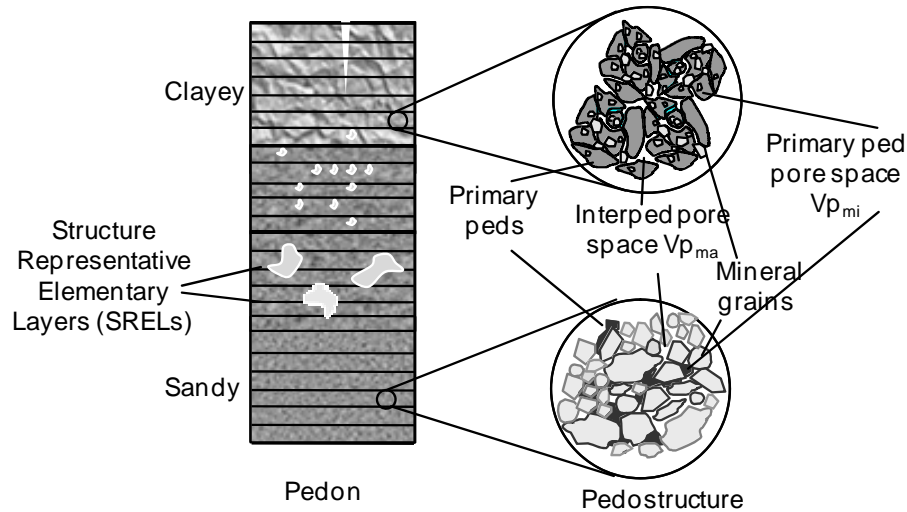 Clayey
Structure
Representative
Elementary
Layers (SRELs)
Sandy
Pedon
Primary
peds
Interped pore
space Vpma
Mineral
grains
Primary ped
pore space
Vpmi
Pedostructure